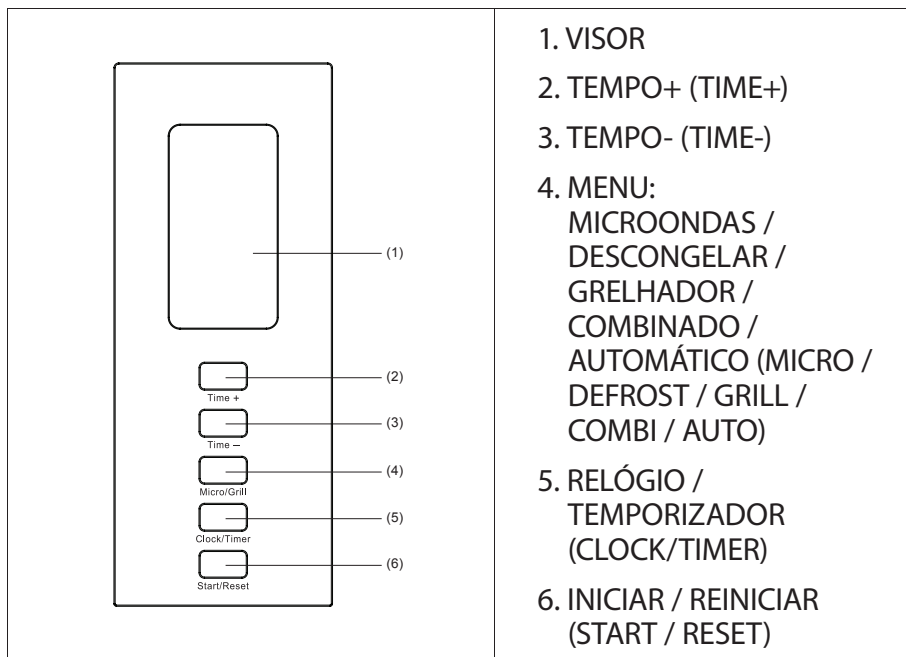 (1)
(2)
Time +
(3)
Time –
(4)
Micro/Grill
(5)
Clock/Timer
(6)
Start/Reset
1. VISOR
2. TEMPO+ (TIME+)
3. TEMPO- (TIME-)
4. MENU:
MICROONDAS /
DESCONGELAR /
GRELHADOR /
COMBINADO /
AUTOMÁTICO (MICRO /
DEFROST / GRILL /
COMBI / AUTO)
5. RELÓGIO /
TEMPORIZADOR
(CLOCK/TIMER)
6. INICIAR / REINICIAR
(START / RESET)